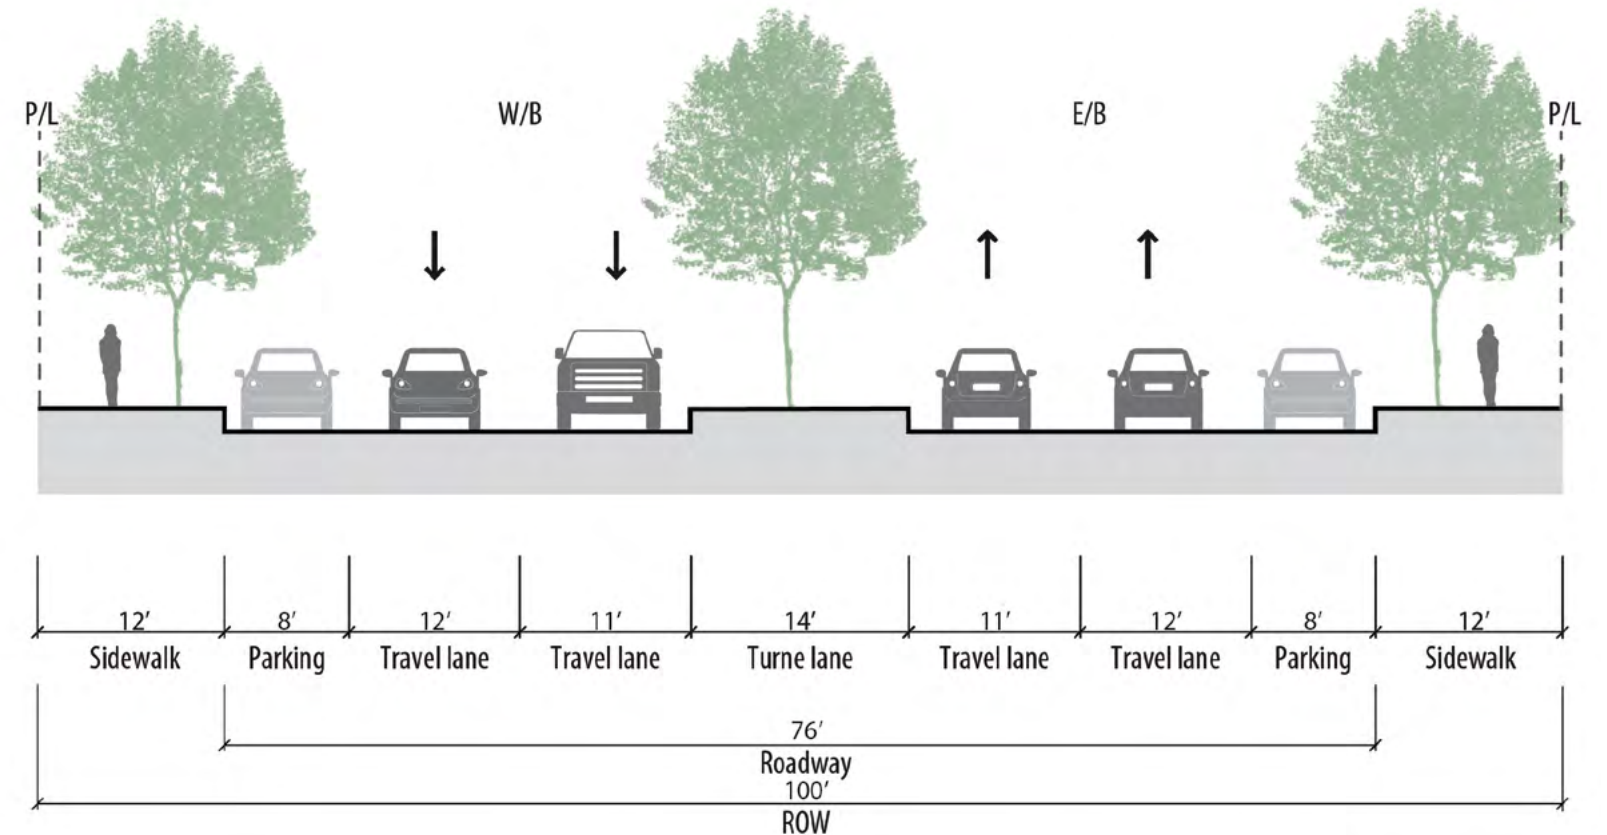 P/L W/B E/B P/L
12′ 8′ 12′ 11′ 14′ 11′ 12′ 8′ 12′
Sidewalk Parking Travel lane Travel lane Turne lane Travel lane Travel lane Parking Sidewalk
76′
Roadway
100′
ROW